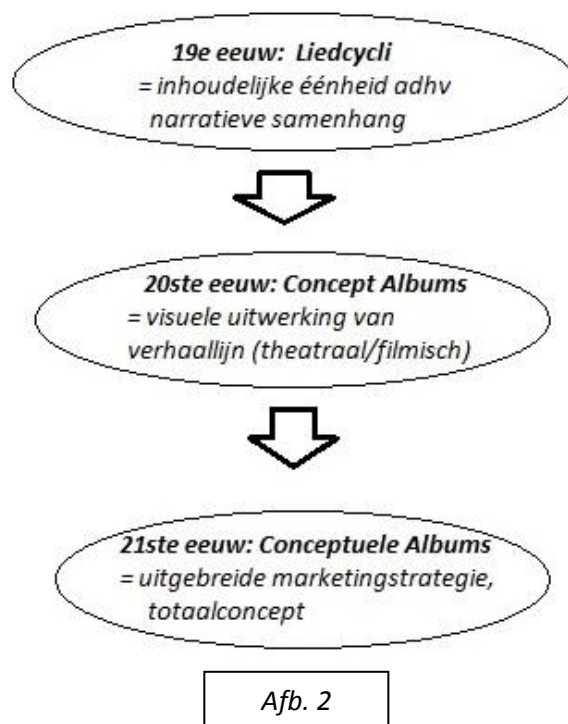 19e eeuw: Liedcycli
= inhoudelijke éénheid adhv
narratieve samenhang
20ste eeuw: Concept Albums
= visuele uitwerking van
verhaallijn (theatraal/filmisch)
21ste eeuw: Conceptuele Albums
= uitgebreide marketingstrategie,
totaalconcept
Afb. 2